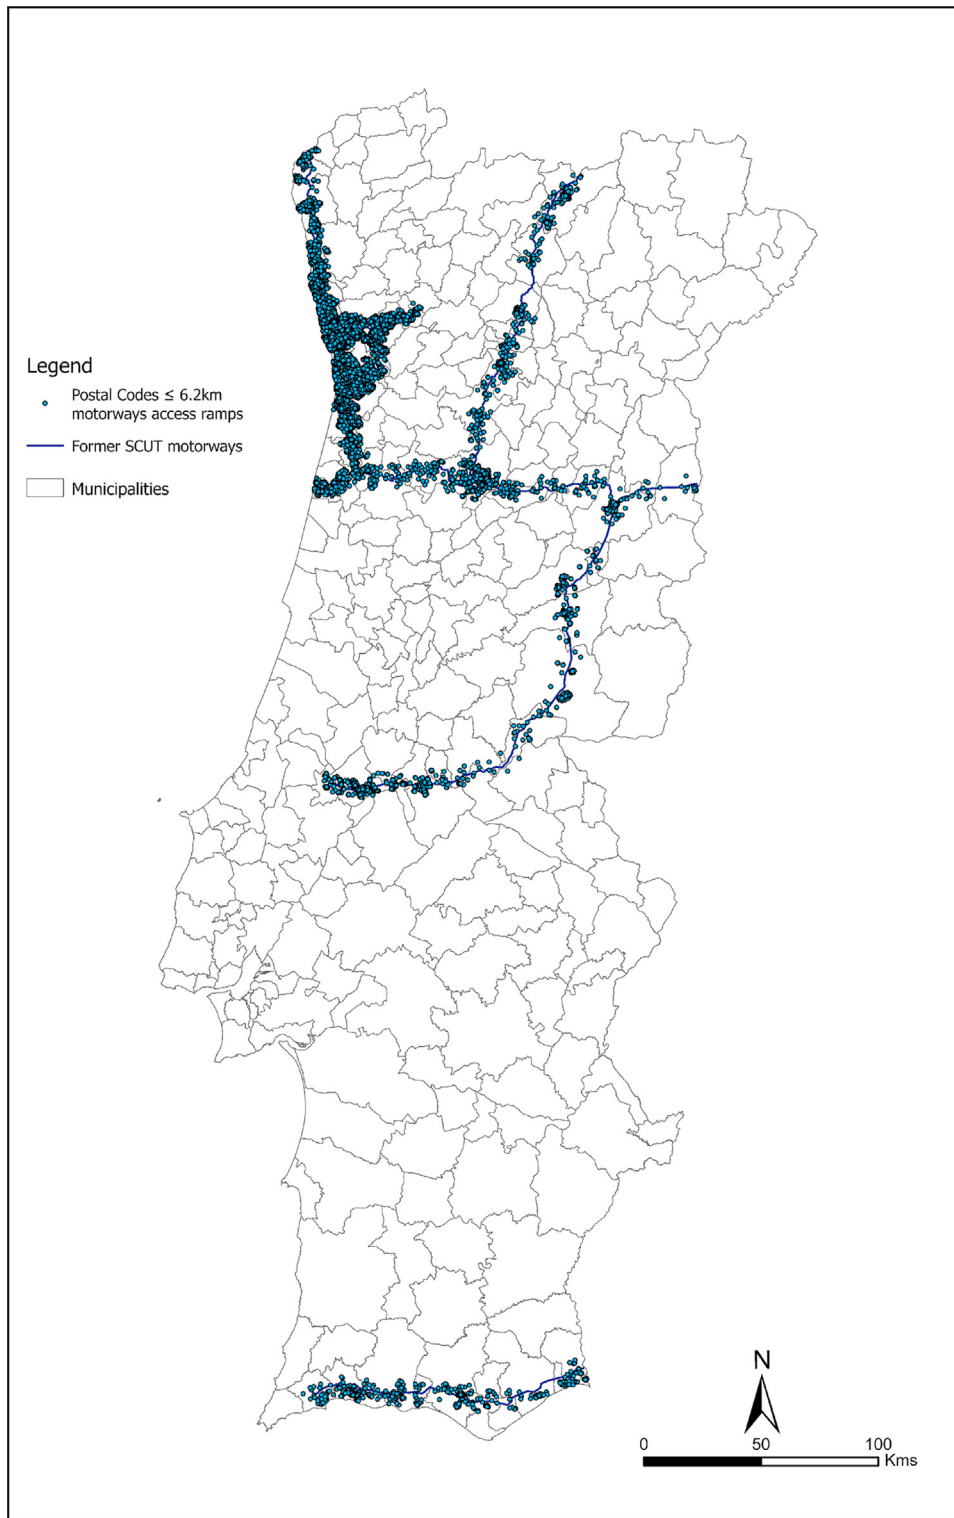 Legend
Postal Codes ≤ 6.2km
motorways access ramps
Former SCUT motorways
Municipalities
N
0 50 100
Kms